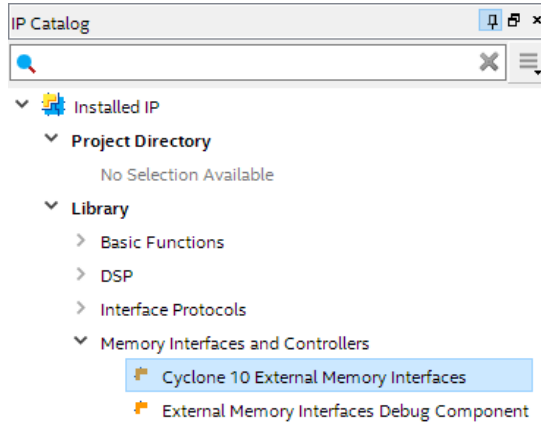 IP Catalog
Installed IP
Project Directory
No Selection Available
Library
Basic Functions
DSP
Interface Protocols
Memory Interfaces and Controllers
Cyclone 10 External Memory Interfaces
External Memory Interfaces Debug Component